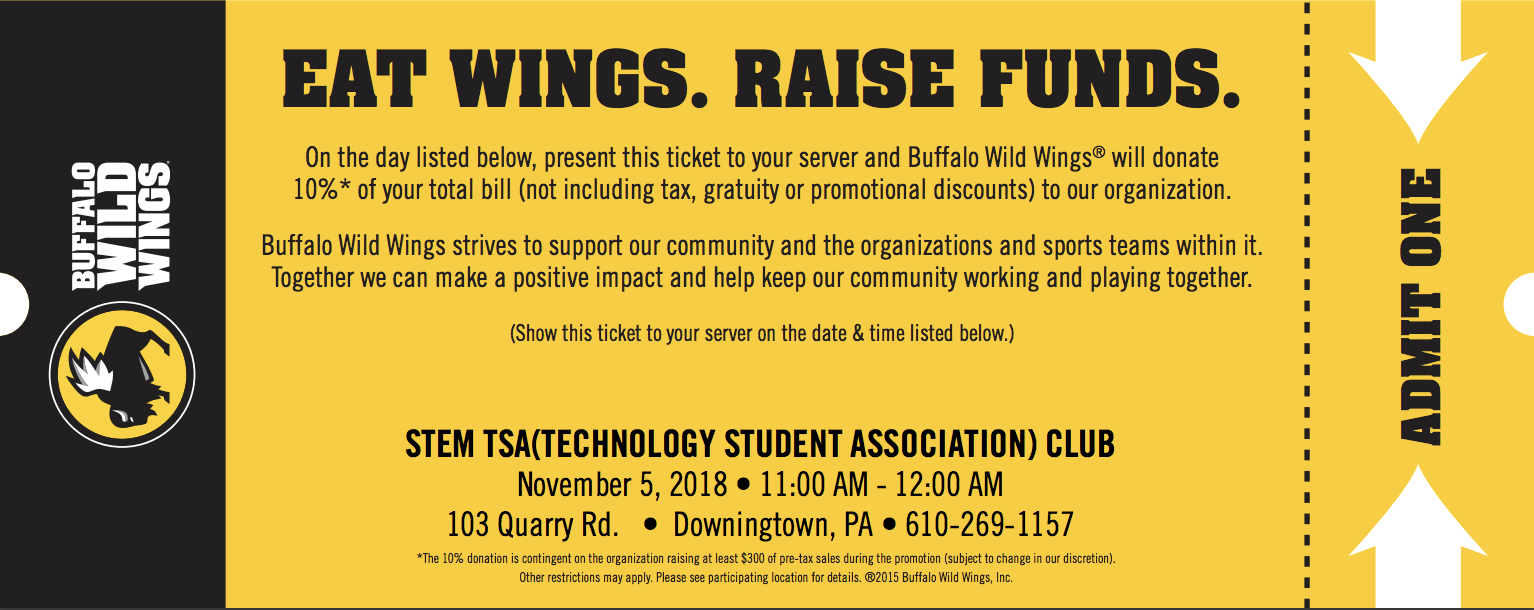 BUFFALO
WILD
WINGS®
EAT WINGS. RAISE FUNDS.
On the day listed below, present this ticket to your server and Buffalo Wild Wings® will donate
10%* of your total bill (not including tax, gratuity or promotional discounts) to our organization.
Buffalo Wild Wings strives to support our community and the organizations and sports teams within it.
Together we can make a positive impact and help keep our community working and playing together.
(Show this ticket to your server on the date & time listed below.)
STEM TSA(TECHNOLOGY STUDENT ASSOCIATION) CLUB
November 5, 2018 • 11:00 AM - 12:00 AM
103 Quarry Rd. • Downingtown, PA • 610-269-1157
*The 10% donation is contingent on the organization raising at least $300 of pre-tax sales during the promotion (subject to change in our discretion).
Other restrictions may apply. Please see participating location for details. ®2015 Buffalo Wild Wings, Inc.
ADMIT ONE